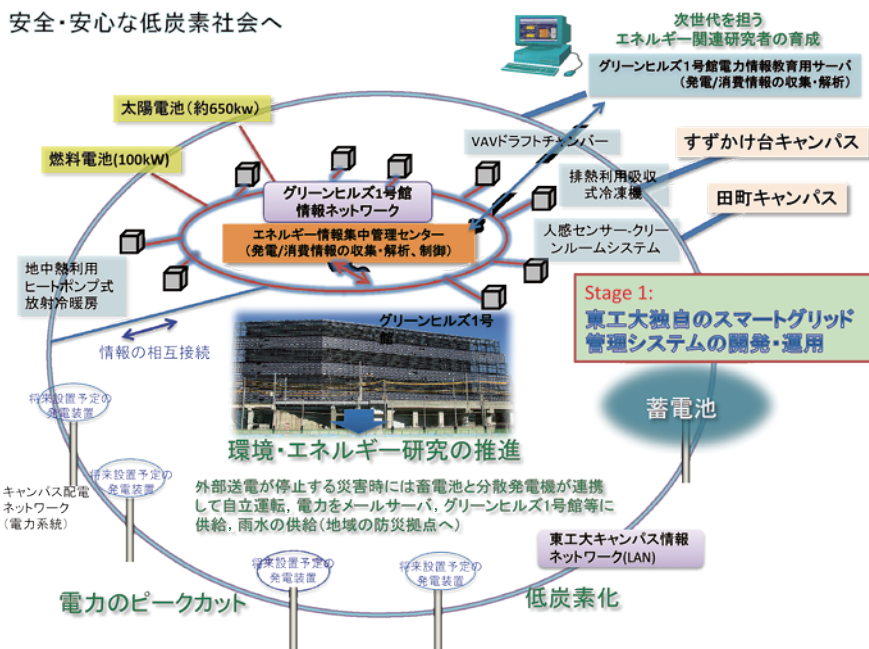 安全・安心な低炭素社会へ
次世代を担う
エネルギー関連研究者の育成
グリーンヒルズ1号館電力情報教育用サーバ
(発電/消費情報の収集・解析)
太陽電池(約650kw)
燃料電池(100kW)
VAVドラフトチャンバー
すずかけ台キャンパス
排熱利用吸収
式冷凍機
田町キャンパス
グリーンヒルズ1号館
情報ネットワーク
人感センサー-クリー
ンルームシステム
エネルギー情報集中管理センター
(発電/消費情報の収集・解析、制御)
地中熱利用
ヒートポンプ式
放射冷暖房
Stage 1:
東工大独自のスマートグリッド
管理システムの開発・運用
グリーンヒルズ1号
館
情報の相互接続
蓄電池
将来設置予定の
発電装置
環境・エネルギー研究の推進
将来設置予定の
発電装置
キャンパス配電
ネットワーク
(電力系統)
外部送電が停止する災害時には畜電池と分散発電機が連携
して自立運転, 電力をメールサーバ, グリーンヒルズ1号館等に
供給, 雨水の供給(地域の防災拠点へ)
東工大キャンパス情報
ネットワーク(LAN)
将来設置予定の
発電装置
将来設置予定の
発電装置
電力のピークカット
低炭素化